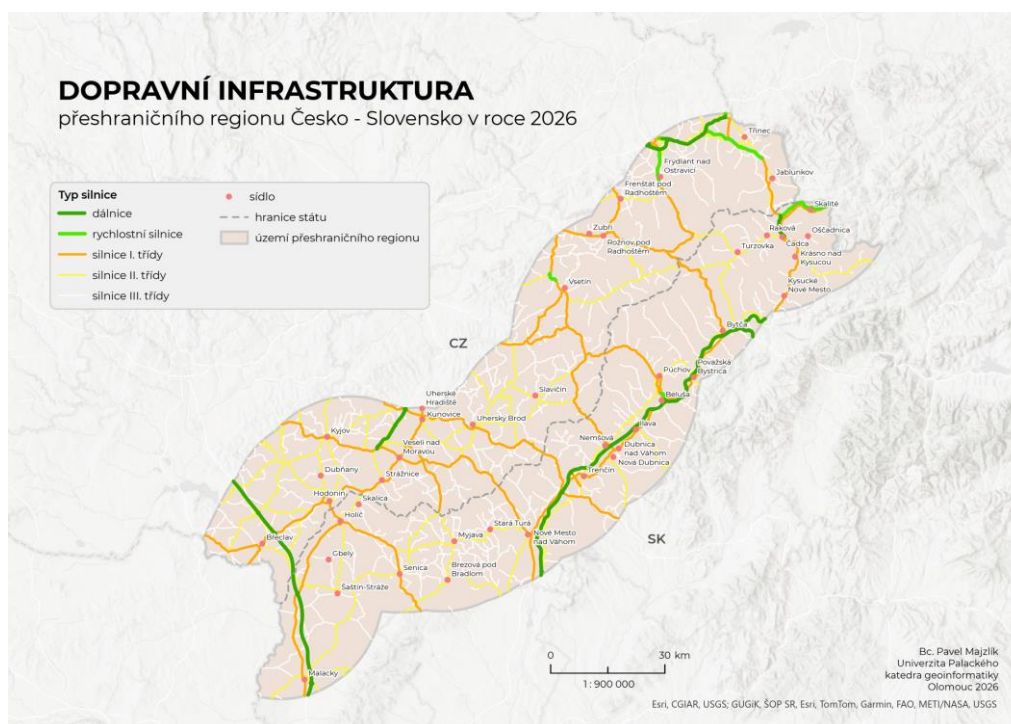 DOPRAVNÍ INFRASTRUKTURA
přeshraničního regionu Česko - Slovensko v roce 2026
Typ silnice
dálnice
rychlostní silnice
silnice I. třídy
silnice II. třídy
silnice III. třídy
sídlo
hranice státu
území přeshraničního regionu
Třinec
Frýdlant nad
Ostravicí
Jablunkov
Frenštát pod
Radhoštěm
Skalité
Zubří
Rožnov pod
Radhoštěm
Raková
Oščadnica
Turzovka
Čadca
Krásno nad
Kysucou
Vsetín
Kysucké
Nové Mesto
Bytča
CZ
Považská
Bystrica
Púchov
Beluša
Slavičín
Uherské
Hradiště
Kunovice
Uherský Brod
Ilava
Kyjov
Veselí nad
Moravou
Nemšová
Dubnica
nad Váhom
Nová Dubnica
Trenčín
Dubňany
Strážnice
Hodonín
Skalica
Holíč
Stará Turá
Nové Mesto
nad Váhom
SK
Břeclav
Myjava
Gbely
Senica
Brezová pod
Bradlom
Šaštín-Stráže
Malacky
0 30 km
1 : 900 000
Bc. Pavel Majzlík
Univerzita Palackého
katedra geoinformatiky
Olomouc 2026
Esri, CGIAR, USGS; GUGiK, ŠOP SR, Esri, TomTom, Garmin, FAO, METI/NASA, USGS